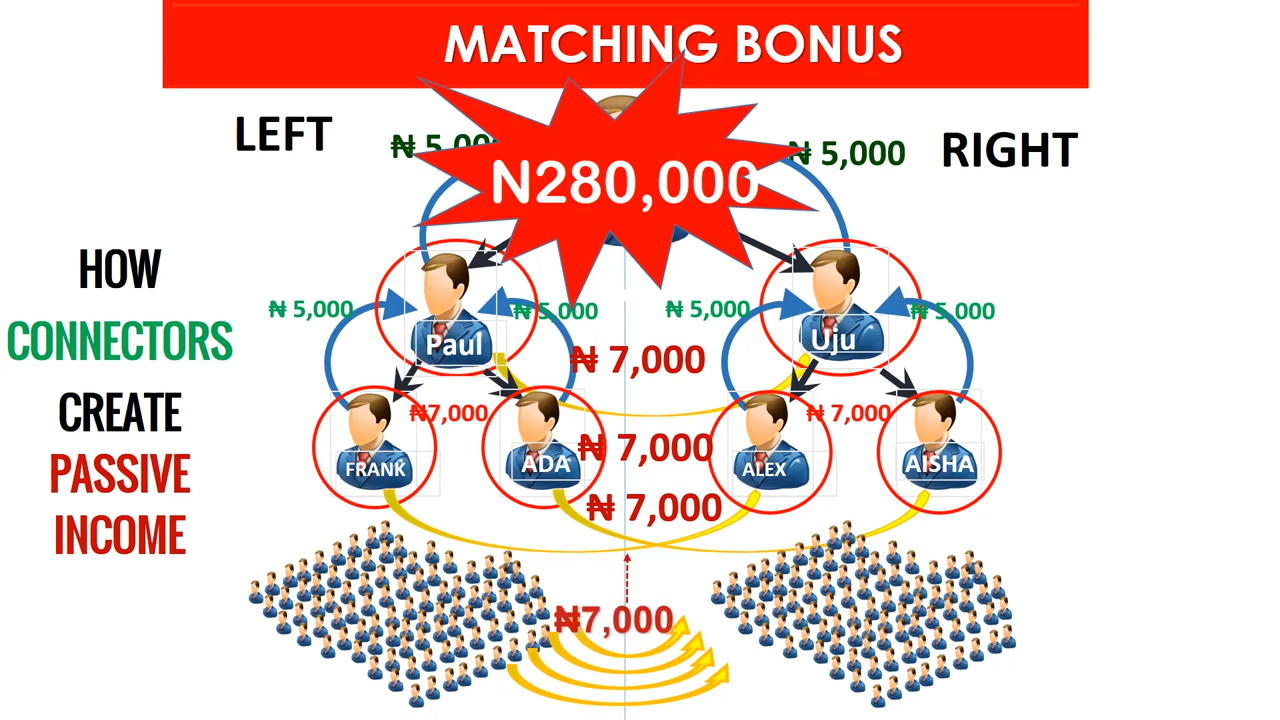 MATCHING BONUS
LEFT
₦ 5,000
N280,000
₦ 5,000
RIGHT
HOW
CONNECTORS
CREATE
PASSIVE
INCOME
₦ 5,000
₦ 5,000
₦ 5,000
₦ 5,000
Paul
Uju
₦ 7,000
₦7,000
₦ 7,000
₦ 7,000
FRANK
ADA
ALEX
AISHA
₦ 7,000
₦7,000